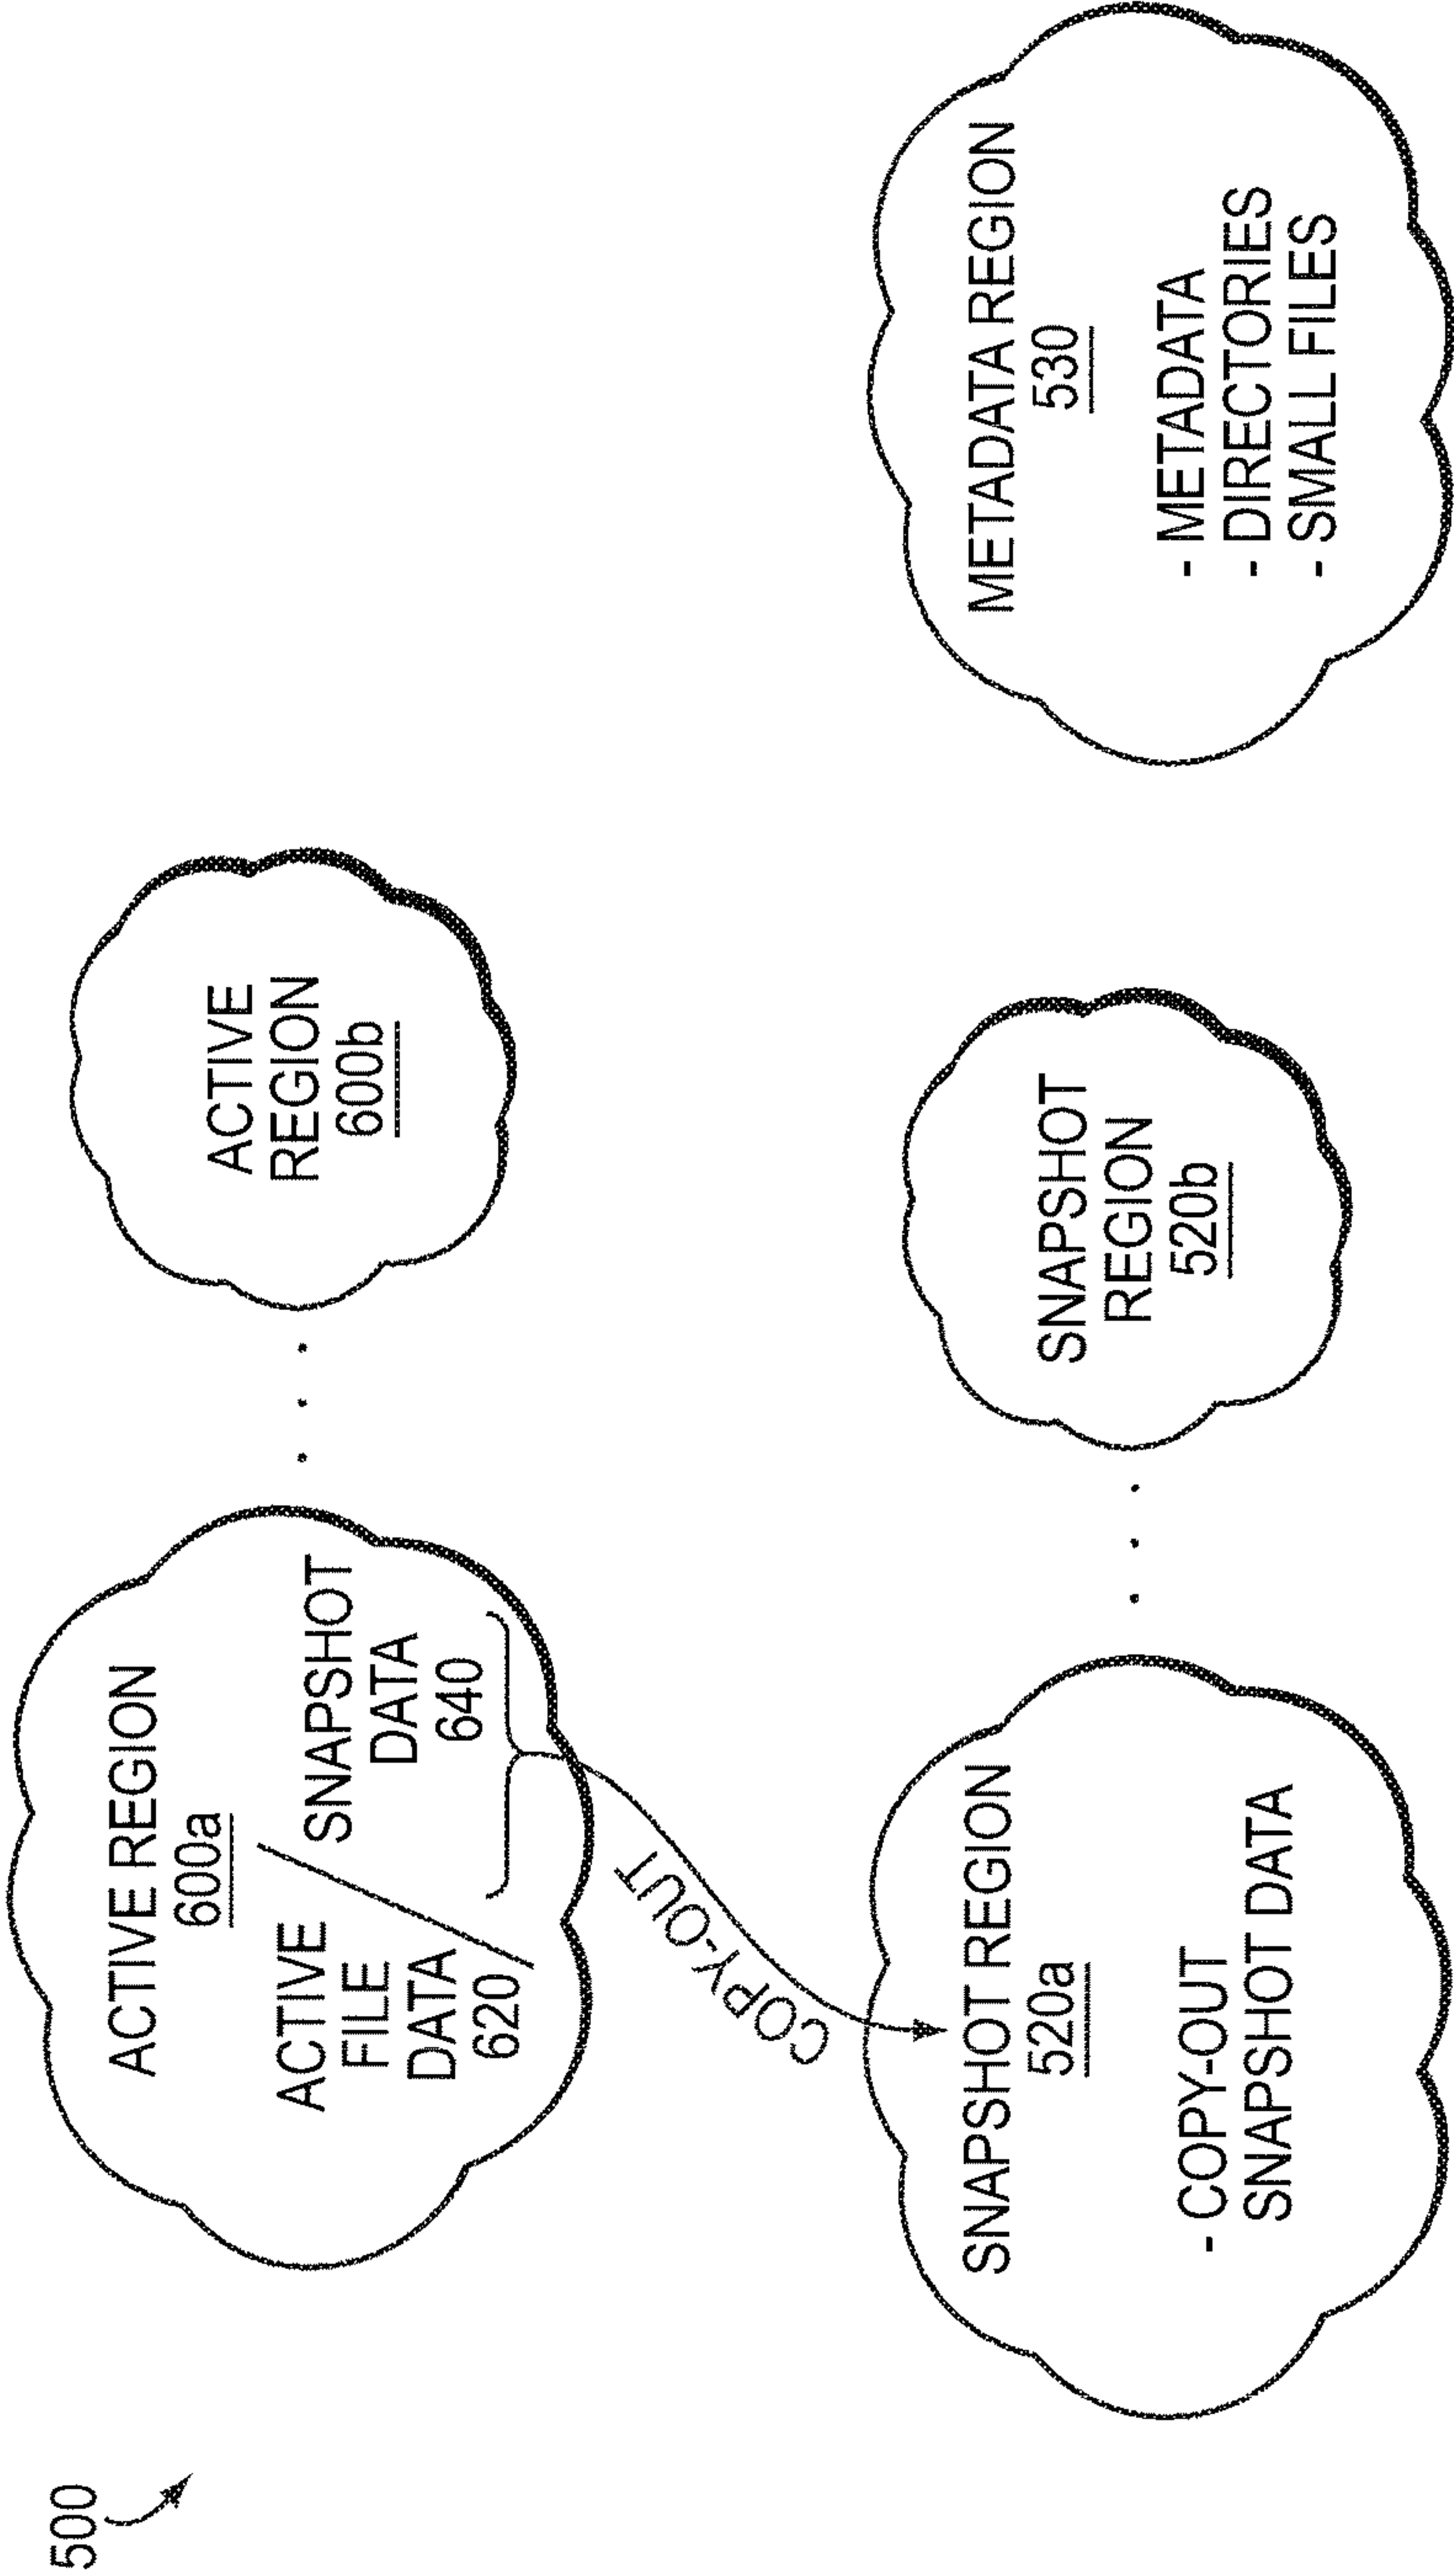 500
ACTIVE REGION
600a
ACTIVE
FILE
DATA
620
SNAPSHOT
DATA
640
ACTIVE
REGION
600b
COPY-OUT
SNAPSHOT REGION
520a
- COPY-OUT
SNAPSHOT DATA
SNAPSHOT
REGION
520b
METADATA REGION
530
- METADATA
- DIRECTORIES
- SMALL FILES